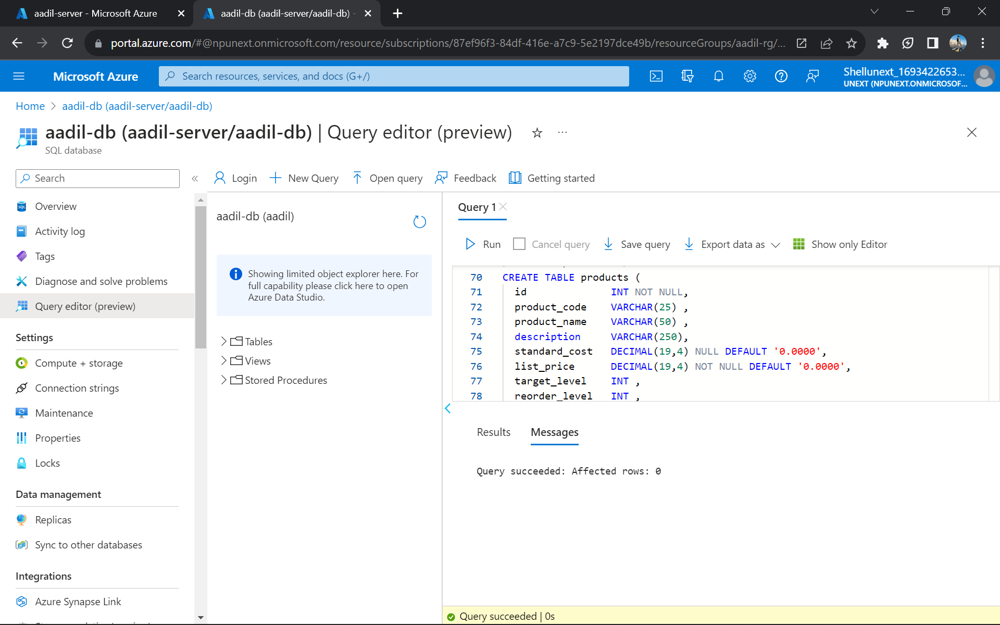 aadil-server - Microsoft Azure
aadil-db (aadil-server/aadil-db) -
portal.azure.com/#@npunext.onmicrosoft.com/resource/subscriptions/87ef96f3-84df-416e-a7c9-5e2197dce49b/resourceGroups/aadil-rg/...
Microsoft Azure
Search resources, services, and docs (G+/)
Shellunext_1693422653...
UNEXT (NPUNEXT.ONMICROSOF...
Home > aadil-db (aadil-server/aadil-db)
aadil-db (aadil-server/aadil-db) | Query editor (preview)
...
SQL database
Search
Login
New Query
Open query
Feedback
Getting started
Overview
Activity log
Tags
Diagnose and solve problems
Query editor (preview)
Settings
Compute + storage
Connection strings
Maintenance
Properties
Locks
Data management
Replicas
Sync to other databases
Integrations
Azure Synapse Link
aadil-db (aadil)
Showing limited object explorer here. For
full capability please click here to open
Azure Data Studio.
Tables
Views
Stored Procedures
Query 1
Run
Cancel query
Save query
Export data as
Show only Editor
70 CREATE TABLE products (
71 id INT NOT NULL,
72 product_code VARCHAR(25) ,
73 product_name VARCHAR(50) ,
74 description VARCHAR(250),
75 standard_cost DECIMAL(19,4) NULL DEFAULT '0.0000',
76 list_price DECIMAL(19,4) NOT NULL DEFAULT '0.0000',
77 target_level INT ,
78 reorder_level INT ,
Results
Messages
Query succeeded: Affected rows: 0
Query succeeded | 0s